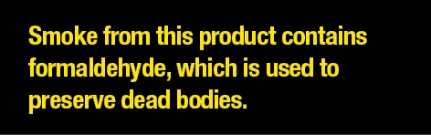 Smoke from this product contains
formaldehyde, which is used to
preserve dead bodies.